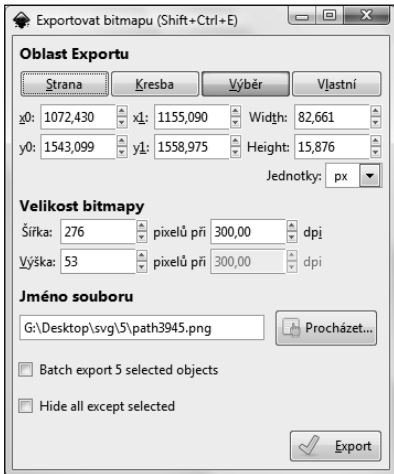 Exportovat bitmapu (Shift+Ctrl+E)
Oblast Exportu
Strana Kresba Výběr Vlastní
x0: 1072,430 x1: 1155,090 Width: 82,661
y0: 1543,099 y1: 1558,975 Height: 15,876
Jednotky: px
Velikost bitmapy
Šířka: 276 pixelů při 300,00 dpi
Výška: 53 pixelů při 300,00 dpi
Jméno souboru
G:\Desktop\svg\5\path3945.png Procházet...
Batch export 5 selected objects
Hide all except selected
Export